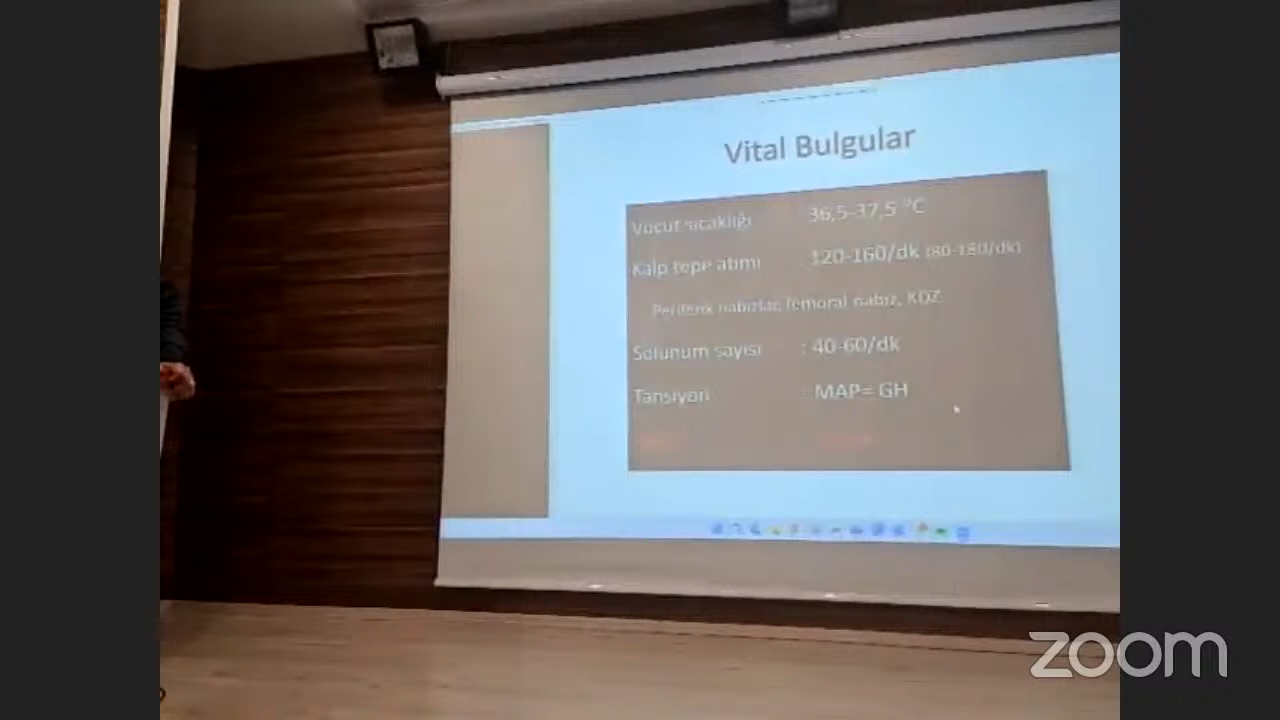 Vital Bulgular
Vücut sıcaklığı : 36,5-37,5 °C
Kalp tepe atımı : 120-160/dk (80-180/dk)
Periferik nabızlar, femoral nabız, KDZ
Solunum sayısı : 40-60/dk
Tansiyon : MAP= GH
zoom